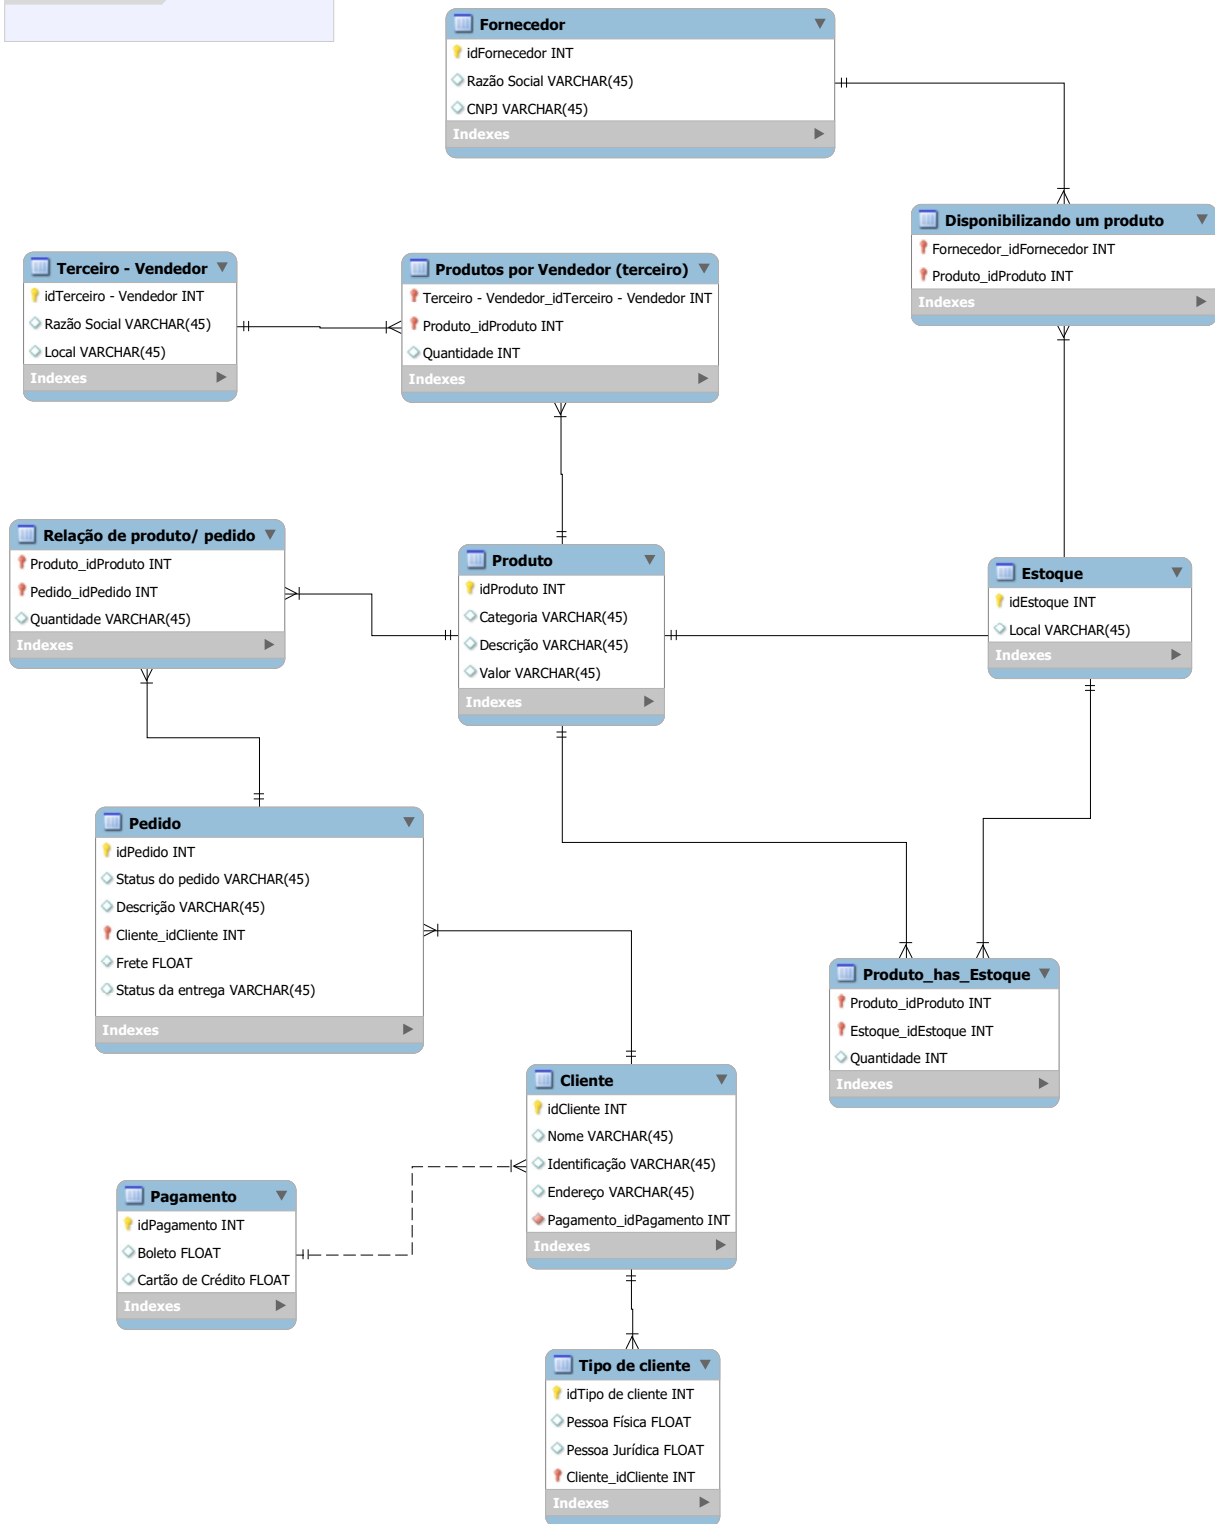 Fornecedor
idFornecedor INT
Razão Social VARCHAR(45)
CNPJ VARCHAR(45)
Indexes
Disponibilizando um produto
Fornecedor_idFornecedor INT
Produto_idProduto INT
Indexes
Terceiro - Vendedor
idTerceiro - Vendedor INT
Razão Social VARCHAR(45)
Local VARCHAR(45)
Indexes
Produtos por Vendedor (terceiro)
Terceiro - Vendedor_idTerceiro - Vendedor INT
Produto_idProduto INT
Quantidade INT
Indexes
Relação de produto/ pedido
Produto_idProduto INT
Pedido_idPedido INT
Quantidade VARCHAR(45)
Indexes
Produto
idProduto INT
Categoria VARCHAR(45)
Descrição VARCHAR(45)
Valor VARCHAR(45)
Indexes
Estoque
idEstoque INT
Local VARCHAR(45)
Indexes
Pedido
idPedido INT
Status do pedido VARCHAR(45)
Descrição VARCHAR(45)
Cliente_idCliente INT
Frete FLOAT
Status da entrega VARCHAR(45)
Indexes
Produto_has_Estoque
Produto_idProduto INT
Estoque_idEstoque INT
Quantidade INT
Indexes
Cliente
idCliente INT
Nome VARCHAR(45)
Identificação VARCHAR(45)
Endereço VARCHAR(45)
Pagamento_idPagamento INT
Indexes
Pagamento
idPagamento INT
Boleto FLOAT
Cartão de Crédito FLOAT
Indexes
Tipo de cliente
idTipo de cliente INT
Pessoa Física FLOAT
Pessoa Jurídica FLOAT
Cliente_idCliente INT
Indexes